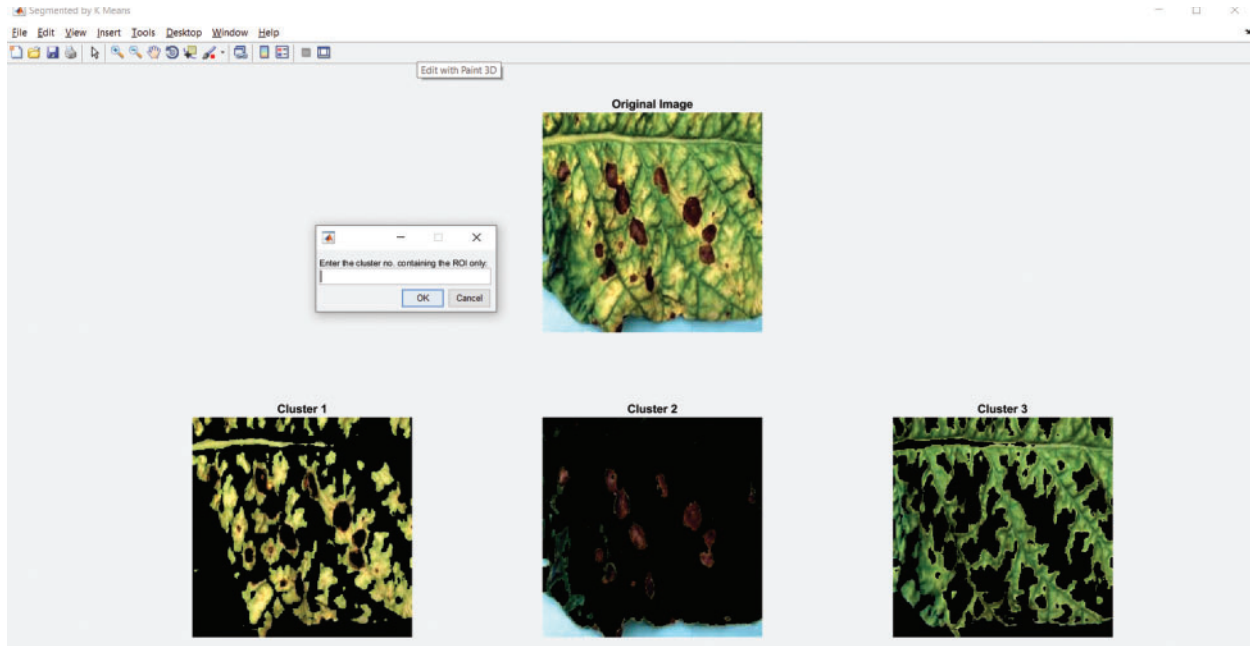 Segmented by K Means
File Edit View Insert Tools Desktop Window Help
Edit with Paint 3D
Original Image
Enter the cluster no. containing the ROI only:
OK Cancel
Cluster 1 Cluster 2 Cluster 3